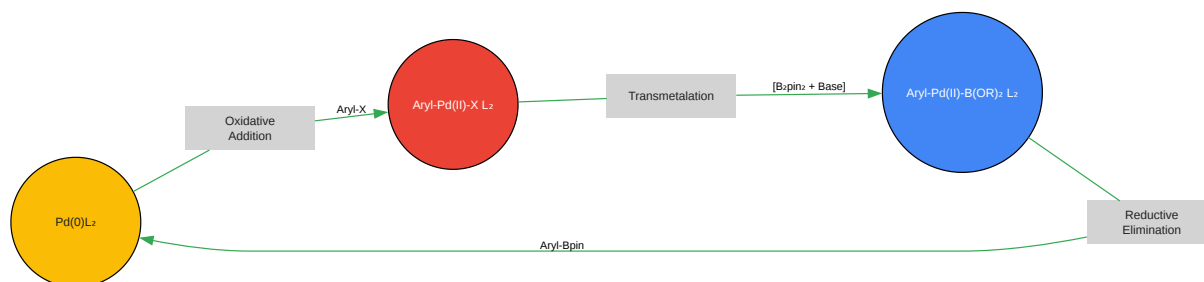 Oxidative
Addition
Aryl-X
Aryl-Pd(II)-X L₂
Transmetalation
[B₂pin₂ + Base]
Aryl-Pd(II)-B(OR)₂ L₂
Pd(0)L₂
Reductive
Elimination
Aryl-Bpin